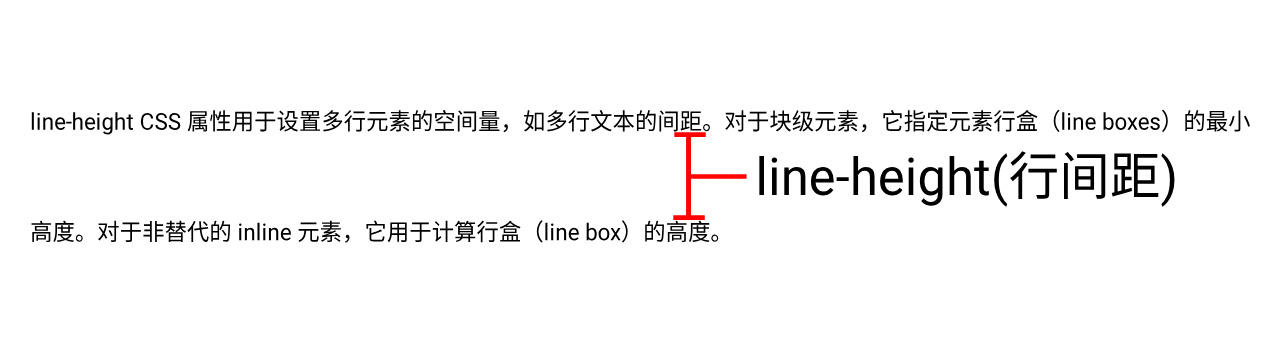 line-height CSS 属性用于设置多行元素的空间量，如多行文本的间距。对于块级元素，它指定元素行盒（line boxes）的最小
line-height(行间距)
高度。对于非替代的 inline 元素，它用于计算行盒（line box）的高度。